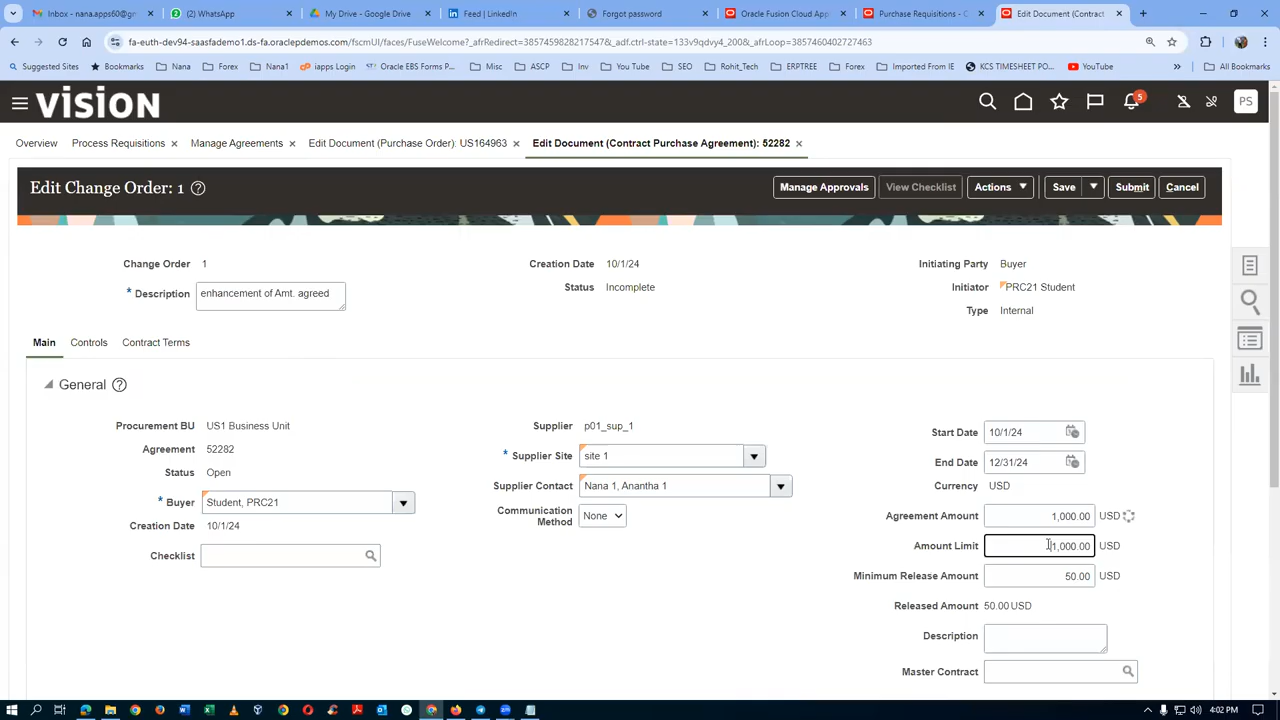 Inbox - nana.apps60@gr
(2) WhatsApp
My Drive - Google Drive
Feed | LinkedIn
Forgot password
Oracle Fusion Cloud App
Purchase Requisitions - C
Edit Document (Contract
fa-euth-dev94-saasfademo1.ds-fa.oraclepdemos.com/fscmUI/faces/FuseWelcome?_afrRedirect=3857459828217547&_adf.ctrl-state=133v9qdvy4_200&_afrLoop=3857460402727463
Suggested Sites Bookmarks Nana Forex Nana1 iapps Login Oracle EBS Forms P... Misc ASCP Inv You Tube SEO Rohit_Tech ERPTREE Forex Imported From IE KCS TIMESHEET PO... YouTube » All Bookmarks
VISION
5
PS
Overview Process Requisitions Manage Agreements Edit Document (Purchase Order): US164963 Edit Document (Contract Purchase Agreement): 52282
Edit Change Order: 1
Manage Approvals View Checklist Actions Save Submit Cancel
Change Order 1 Creation Date 10/1/24 Initiating Party Buyer
* Description enhancement of Amt. agreed Status Incomplete Initiator PRC21 Student
Type Internal
Main Controls Contract Terms
General
Procurement BU US1 Business Unit
Agreement 52282
Status Open
* Buyer Student, PRC21
Creation Date 10/1/24
Checklist
Supplier p01_sup_1
* Supplier Site site 1
Supplier Contact Nana 1, Anantha 1
Communication Method None
Start Date 10/1/24
End Date 12/31/24
Currency USD
Agreement Amount 1,000.00 USD
Amount Limit 1,000.00 USD
Minimum Release Amount 50.00 USD
Released Amount 50.00 USD
Description
Master Contract
4:02 PM